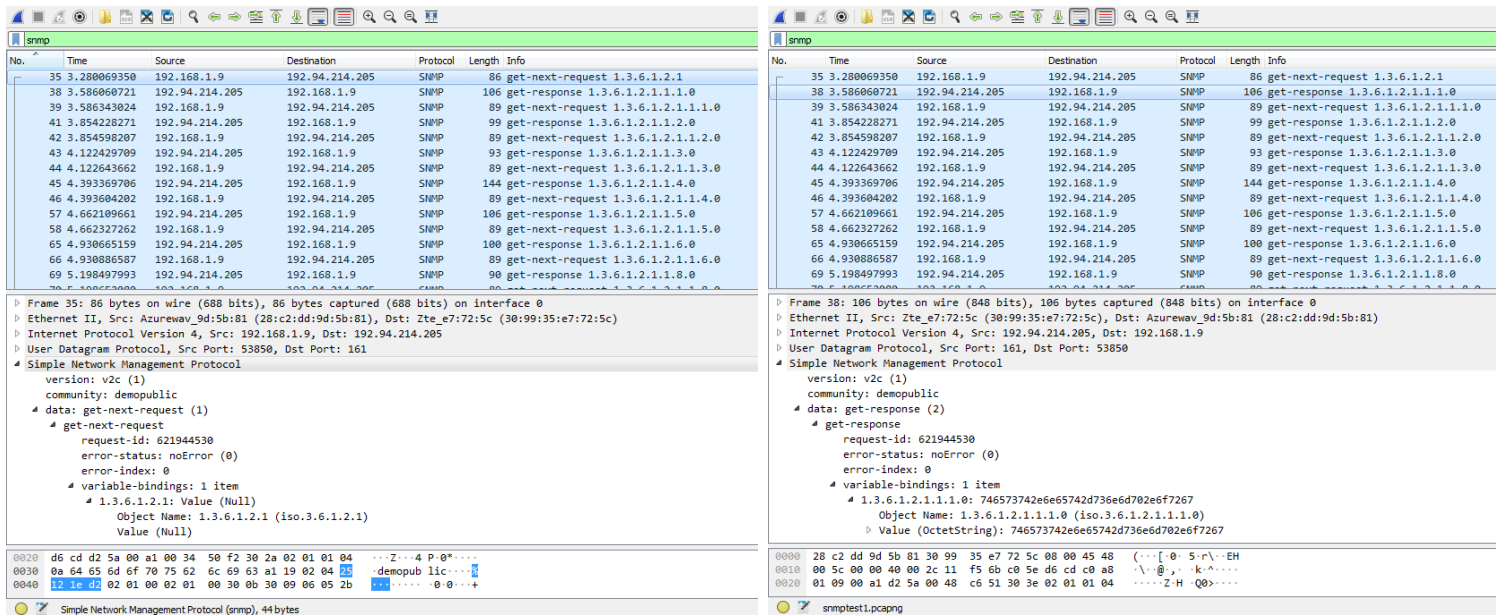 snmp
No. Time Source Destination Protocol Length Info
35 3.280069350 192.168.1.9 192.94.214.205 SNMP 86 get-next-request 1.3.6.1.2.1
38 3.586060721 192.94.214.205 192.168.1.9 SNMP 106 get-response 1.3.6.1.2.1.1.1.0
39 3.586343024 192.168.1.9 192.94.214.205 SNMP 89 get-next-request 1.3.6.1.2.1.1.1.0
41 3.854228271 192.94.214.205 192.168.1.9 SNMP 99 get-response 1.3.6.1.2.1.1.2.0
42 3.854598207 192.168.1.9 192.94.214.205 SNMP 89 get-next-request 1.3.6.1.2.1.1.2.0
43 4.122429709 192.94.214.205 192.168.1.9 SNMP 93 get-response 1.3.6.1.2.1.1.3.0
44 4.122643662 192.168.1.9 192.94.214.205 SNMP 89 get-next-request 1.3.6.1.2.1.1.3.0
45 4.393369706 192.94.214.205 192.168.1.9 SNMP 144 get-response 1.3.6.1.2.1.1.4.0
46 4.393604202 192.168.1.9 192.94.214.205 SNMP 89 get-next-request 1.3.6.1.2.1.1.4.0
57 4.662109661 192.94.214.205 192.168.1.9 SNMP 106 get-response 1.3.6.1.2.1.1.5.0
58 4.662327262 192.168.1.9 192.94.214.205 SNMP 89 get-next-request 1.3.6.1.2.1.1.5.0
65 4.930665159 192.94.214.205 192.168.1.9 SNMP 100 get-response 1.3.6.1.2.1.1.6.0
66 4.930886587 192.168.1.9 192.94.214.205 SNMP 89 get-next-request 1.3.6.1.2.1.1.6.0
69 5.198497993 192.94.214.205 192.168.1.9 SNMP 90 get-response 1.3.6.1.2.1.1.8.0
Frame 35: 86 bytes on wire (688 bits), 86 bytes captured (688 bits) on interface 0
Ethernet II, Src: Azurewav_9d:5b:81 (28:c2:dd:9d:5b:81), Dst: Zte_e7:72:5c (30:99:35:e7:72:5c)
Internet Protocol Version 4, Src: 192.168.1.9, Dst: 192.94.214.205
User Datagram Protocol, Src Port: 53850, Dst Port: 161
Simple Network Management Protocol
version: v2c (1)
community: demopublic
data: get-next-request (1)
get-next-request
request-id: 621944530
error-status: noError (0)
error-index: 0
variable-bindings: 1 item
1.3.6.1.2.1: Value (Null)
Object Name: 1.3.6.1.2.1 (iso.3.6.1.2.1)
Value (Null)
0020 d6 cd d2 5a 00 a1 00 34 50 f2 30 2a 02 01 01 04 ···Z···4 P·0*····
0030 0a 64 65 6d 6f 70 75 62 6c 69 63 a1 19 02 04 25 ·demopub lic····%
0040 12 1e d2 02 01 00 02 01 00 30 0b 30 09 06 05 2b ········ ·0·0···+
Simple Network Management Protocol (snmp), 44 bytes
snmp
No. Time Source Destination Protocol Length Info
35 3.280069350 192.168.1.9 192.94.214.205 SNMP 86 get-next-request 1.3.6.1.2.1
38 3.586060721 192.94.214.205 192.168.1.9 SNMP 106 get-response 1.3.6.1.2.1.1.1.0
39 3.586343024 192.168.1.9 192.94.214.205 SNMP 89 get-next-request 1.3.6.1.2.1.1.1.0
41 3.854228271 192.94.214.205 192.168.1.9 SNMP 99 get-response 1.3.6.1.2.1.1.2.0
42 3.854598207 192.168.1.9 192.94.214.205 SNMP 89 get-next-request 1.3.6.1.2.1.1.2.0
43 4.122429709 192.94.214.205 192.168.1.9 SNMP 93 get-response 1.3.6.1.2.1.1.3.0
44 4.122643662 192.168.1.9 192.94.214.205 SNMP 89 get-next-request 1.3.6.1.2.1.1.3.0
45 4.393369706 192.94.214.205 192.168.1.9 SNMP 144 get-response 1.3.6.1.2.1.1.4.0
46 4.393604202 192.168.1.9 192.94.214.205 SNMP 89 get-next-request 1.3.6.1.2.1.1.4.0
57 4.662109661 192.94.214.205 192.168.1.9 SNMP 106 get-response 1.3.6.1.2.1.1.5.0
58 4.662327262 192.168.1.9 192.94.214.205 SNMP 89 get-next-request 1.3.6.1.2.1.1.5.0
65 4.930665159 192.94.214.205 192.168.1.9 SNMP 100 get-response 1.3.6.1.2.1.1.6.0
66 4.930886587 192.168.1.9 192.94.214.205 SNMP 89 get-next-request 1.3.6.1.2.1.1.6.0
69 5.198497993 192.94.214.205 192.168.1.9 SNMP 90 get-response 1.3.6.1.2.1.1.8.0
Frame 38: 106 bytes on wire (848 bits), 106 bytes captured (848 bits) on interface 0
Ethernet II, Src: Zte_e7:72:5c (30:99:35:e7:72:5c), Dst: Azurewav_9d:5b:81 (28:c2:dd:9d:5b:81)
Internet Protocol Version 4, Src: 192.94.214.205, Dst: 192.168.1.9
User Datagram Protocol, Src Port: 161, Dst Port: 53850
Simple Network Management Protocol
version: v2c (1)
community: demopublic
data: get-response (2)
get-response
request-id: 621944530
error-status: noError (0)
error-index: 0
variable-bindings: 1 item
1.3.6.1.2.1.1.1.0: 746573742e6e65742d736e6d702e6f7267
Object Name: 1.3.6.1.2.1.1.1.0 (iso.3.6.1.2.1.1.1.0)
Value (OctetString): 746573742e6e65742d736e6d702e6f7267
0000 28 c2 dd 9d 5b 81 30 99 35 e7 72 5c 08 00 45 48 (···[·0· 5·r\··EH
0010 00 5c 00 00 40 00 2c 11 f5 6b c0 5e d6 cd c0 a8 ·\··@·,· ·k·^····
0020 01 09 00 a1 d2 5a 00 48 c6 51 30 3e 02 01 01 04 ·····Z·H ·Q0>····
snmptest1.pcapng